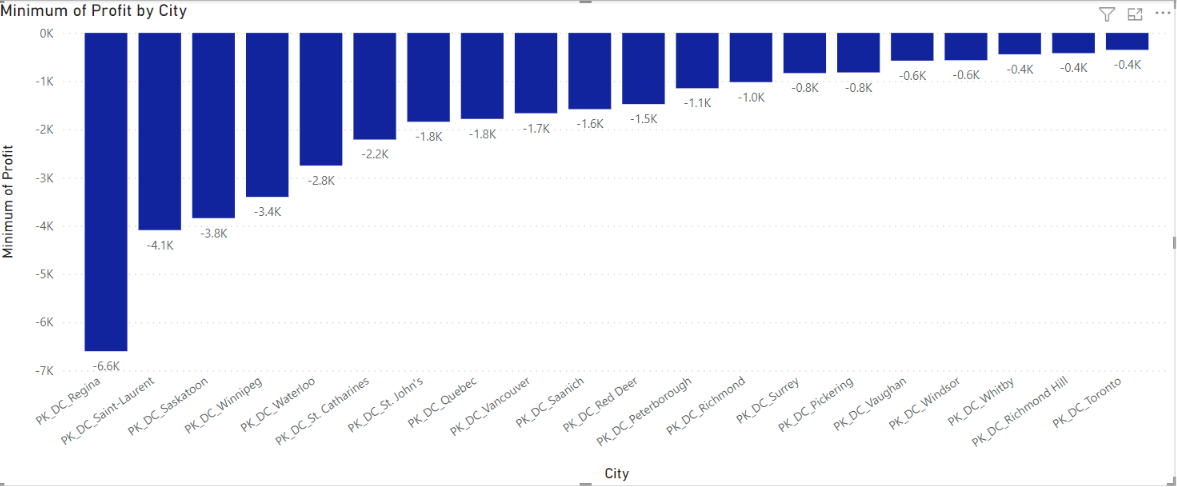 Minimum of Profit by City
Minimum of Profit
0K
-1K
-2K
-3K
-4K
-5K
-6K
-7K
-6.6K
-4.1K
-3.8K
-3.4K
-2.8K
-2.2K
-1.8K
-1.8K
-1.7K
-1.6K
-1.5K
-1.1K
-1.0K
-0.8K
-0.8K
-0.6K
-0.6K
-0.4K
-0.4K
-0.4K
PK_DC_Regina
PK_DC_Saint-Laurent
PK_DC_Saskatoon
PK_DC_Winnipeg
PK_DC_Waterloo
PK_DC_St. Catharines
PK_DC_St. John's
PK_DC_Quebec
PK_DC_Vancouver
PK_DC_Saanich
PK_DC_Red Deer
PK_DC_Peterborough
PK_DC_Richmond
PK_DC_Surrey
PK_DC_Pickering
PK_DC_Vaughan
PK_DC_Windsor
PK_DC_Whitby
PK_DC_Richmond Hill
PK_DC_Toronto
City